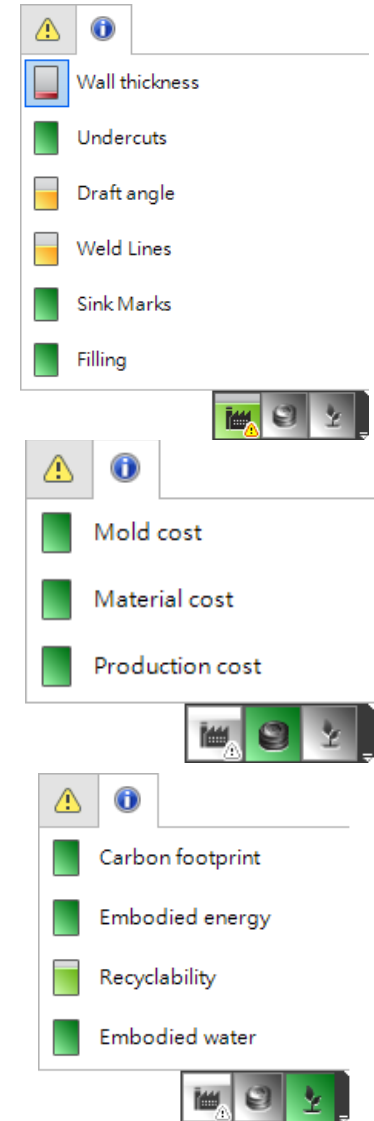 Wall thickness
Undercuts
Draft angle
Weld Lines
Sink Marks
Filling
Mold cost
Material cost
Production cost
Carbon footprint
Embodied energy
Recyclability
Embodied water